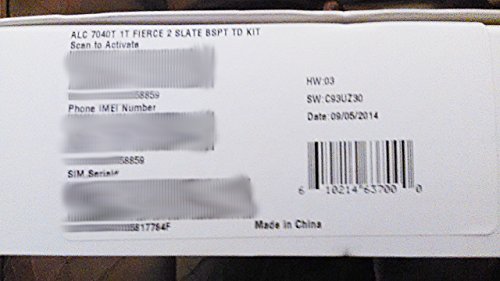 ALC 7040T 1T FIERCE 2 SLATE BSPT TD KIT
Scan to Activate
58859
Phone IMEI Number
58859
SIM Serial#
6817784F
HW:03
SW: C93UZ30
Date: 09/05/2014
6 10214 63700 0
Made in China